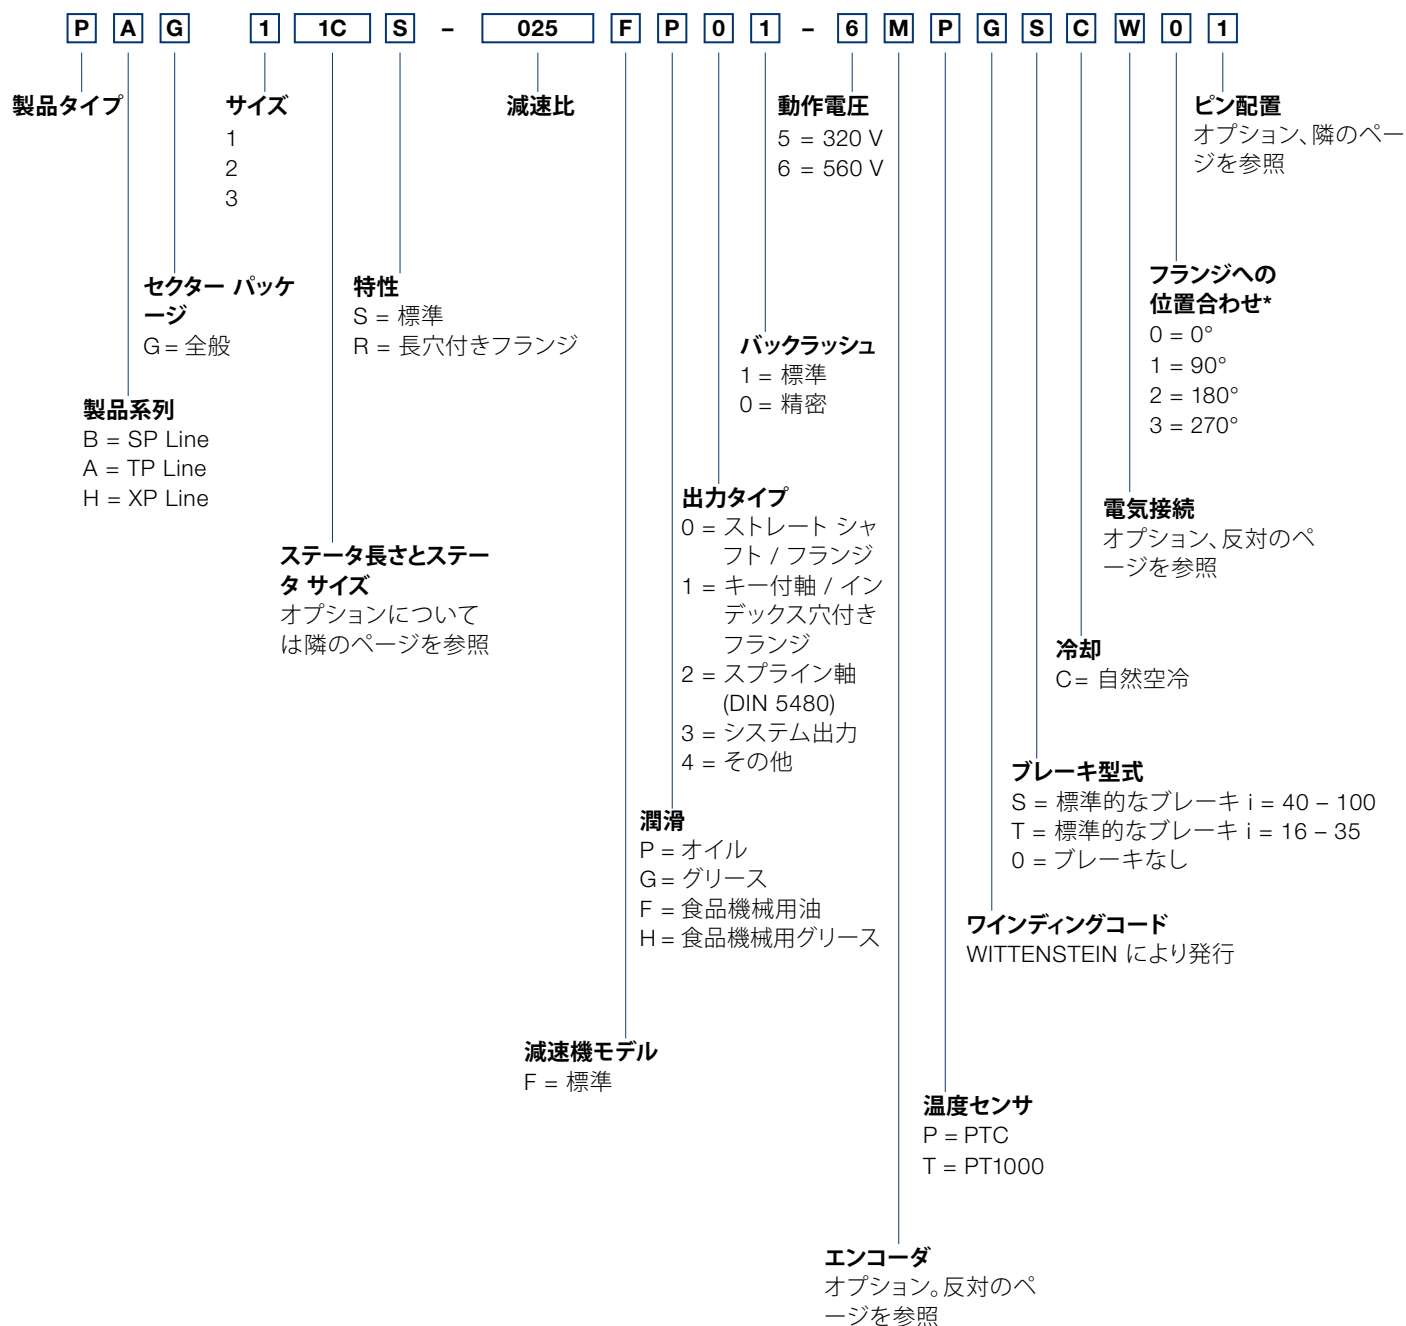 P A G 1 1C S – 025 F P 0 1 – 6 M P G S C W 0 1
製品タイプ
サイズ
1
2
3
減速比
動作電圧
5 = 320 V
6 = 560 V
ピン配置
オプション、隣のペー
ジを参照
セクター パッケ
ージ
G = 全般
特性
S = 標準
R = 長穴付きフランジ
フランジへの
位置合わせ*
0 = 0°
1 = 90°
2 = 180°
3 = 270°
バックラッシュ
1 = 標準
0 = 精密
製品系列
B = SP Line
A = TP Line
H = XP Line
出力タイプ
0 = ストレート シャ
フト / フランジ
1 = キー付軸 / イン
デックス穴付き
フランジ
2 = スプライン軸
(DIN 5480)
3 = システム出力
4 = その他
電気接続
オプション、反対のペ
ージを参照
ステータ長さとステー
タ サイズ
オプションについて
は隣のページを参照
冷却
C = 自然空冷
ブレーキ型式
S = 標準的なブレーキ i = 40 – 100
T = 標準的なブレーキ i = 16 – 35
0 = ブレーキなし
潤滑
P = オイル
G = グリース
F = 食品機械用油
H = 食品機械用グリース
ワインディングコード
WITTENSTEIN により発行
減速機モデル
F = 標準
温度センサ
P = PTC
T = PT1000
エンコーダ
オプション。反対のペ
ージを参照